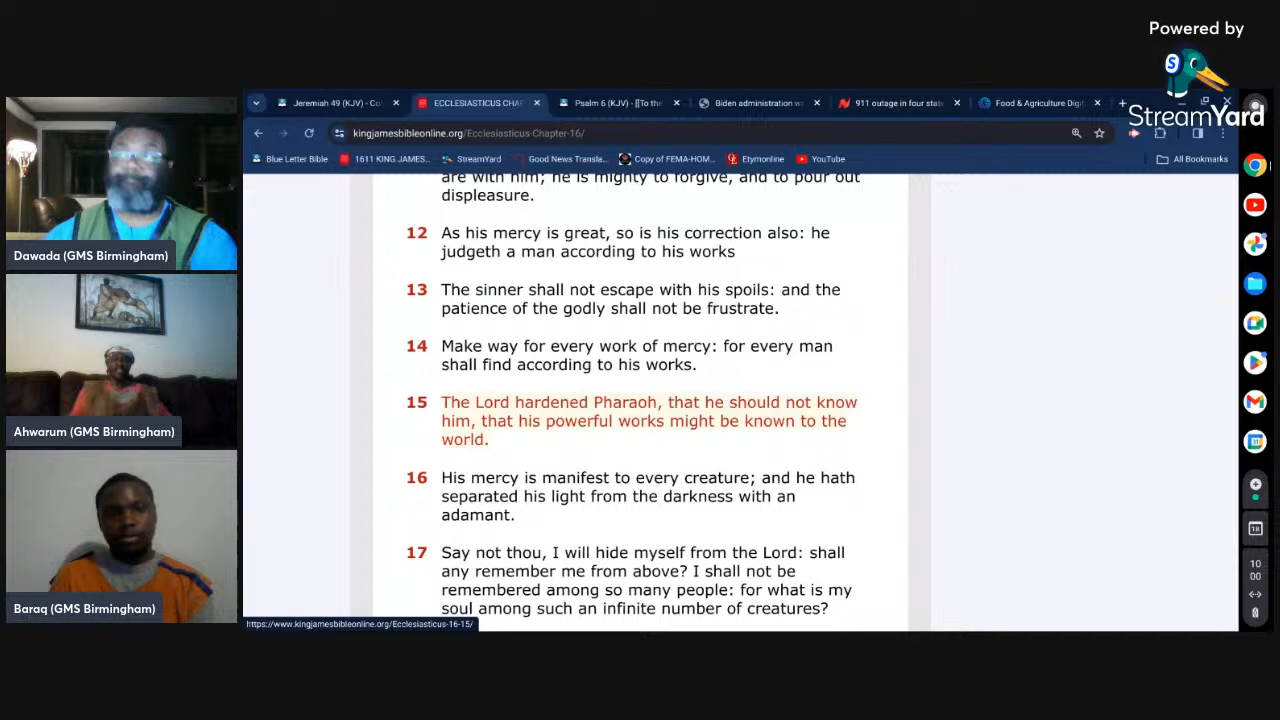 Powered by
StreamYard
Jeremiah 49 (KJV) - Co
ECCLESIASTICUS CHA
Psalm 6 (KJV) - [[To the
Biden administration w
911 outage in four stat
Food & Agriculture Digi
kingjamesbibleonline.org/Ecclesiasticus-Chapter-16/
Blue Letter Bible
1611 KING JAMES...
StreamYard
Good News Transla...
Copy of FEMA-HOM...
Etymonline
YouTube
All Bookmarks
are with him; he is mighty to forgive, and to pour out
displeasure.
12 As his mercy is great, so is his correction also: he
judgeth a man according to his works
13 The sinner shall not escape with his spoils: and the
patience of the godly shall not be frustrate.
14 Make way for every work of mercy: for every man
shall find according to his works.
15 The Lord hardened Pharaoh, that he should not know
him, that his powerful works might be known to the
world.
16 His mercy is manifest to every creature; and he hath
separated his light from the darkness with an
adamant.
17 Say not thou, I will hide myself from the Lord: shall
any remember me from above? I shall not be
remembered among so many people: for what is my
soul among such an infinite number of creatures?
https://www.kingjamesbibleonline.org/Ecclesiasticus-16-15/
Dawada (GMS Birmingham)
Ahwarum (GMS Birmingham)
Baraq (GMS Birmingham)
10
00